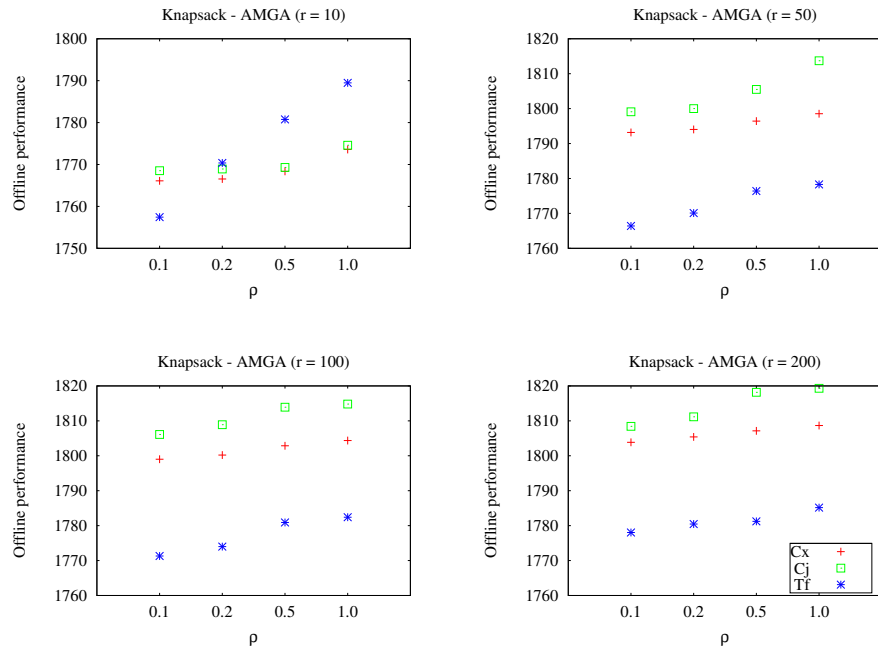 Knapsack - AMGA (r = 10)
Offline performance
1800
1790
1780
1770
1760
1750
0.1 0.2 0.5 1.0
ρ
Knapsack - AMGA (r = 50)
Offline performance
1820
1810
1800
1790
1780
1770
1760
0.1 0.2 0.5 1.0
ρ
Knapsack - AMGA (r = 100)
Offline performance
1820
1810
1800
1790
1780
1770
1760
0.1 0.2 0.5 1.0
ρ
Knapsack - AMGA (r = 200)
Offline performance
1820
1810
1800
1790
1780
1770
1760
0.1 0.2 0.5 1.0
ρ
Cx
Cj
Tf